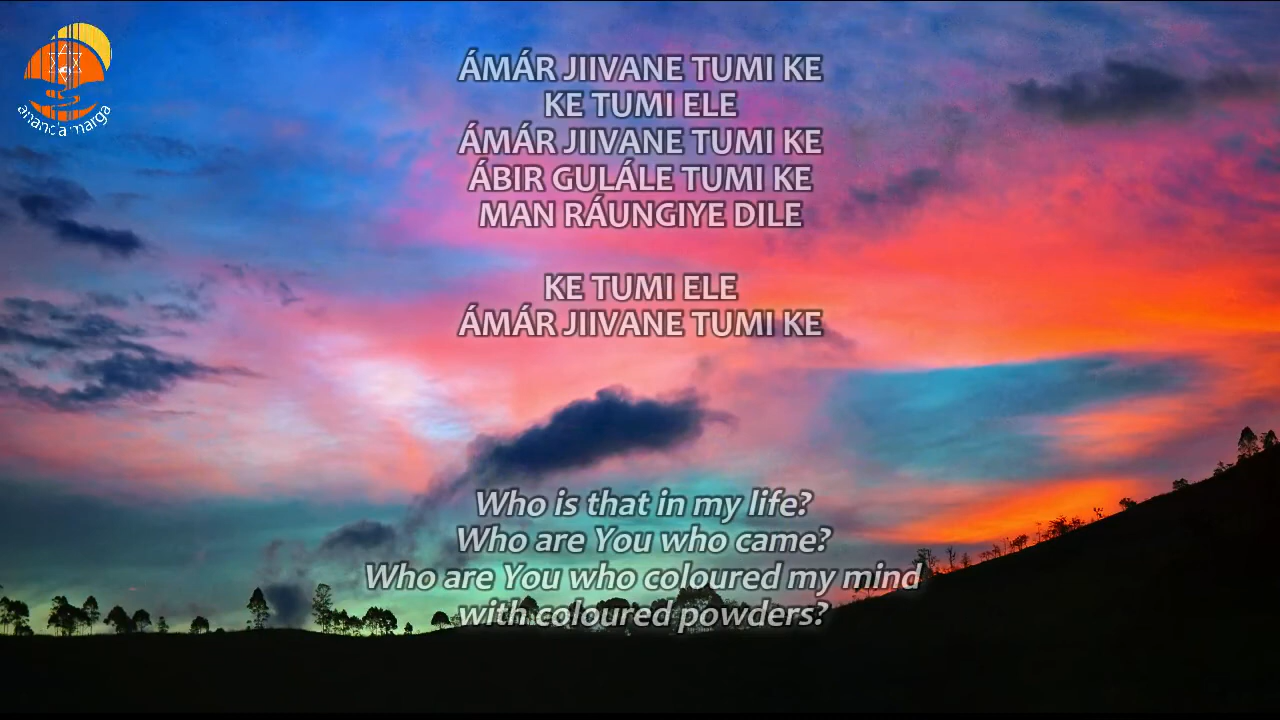 ananda marga
ÁMÁR JIIVANE TUMI KE
KE TUMI ELE
ÁMÁR JIIVANE TUMI KE
ÁBIR GULÁLE TUMI KE
MAN RÁUNGIYE DILE
KE TUMI ELE
ÁMÁR JIIVANE TUMI KE
Who is that in my life?
Who are You who came?
Who are You who coloured my mind
with coloured powders?